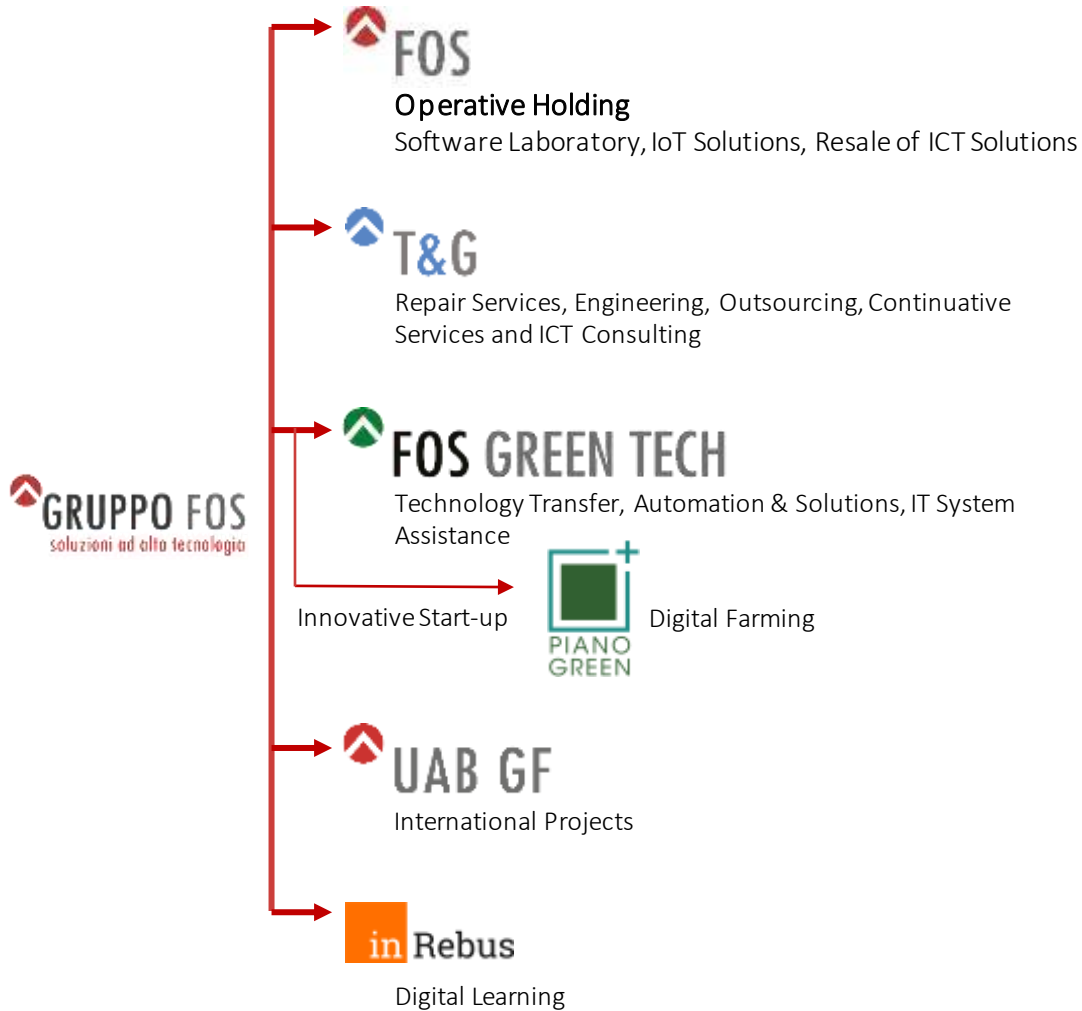 FOS
Operative Holding
Software Laboratory, IoT Solutions, Resale of ICT Solutions
T&G
Repair Services, Engineering, Outsourcing, Continuative
Services and ICT Consulting
FOS GREEN TECH
Technology Transfer, Automation & Solutions, IT System
Assistance
GRUPPO FOS
soluzioni ad alta tecnologia
Innovative Start-up
PIANO
GREEN
Digital Farming
UAB GF
International Projects
in Rebus
Digital Learning